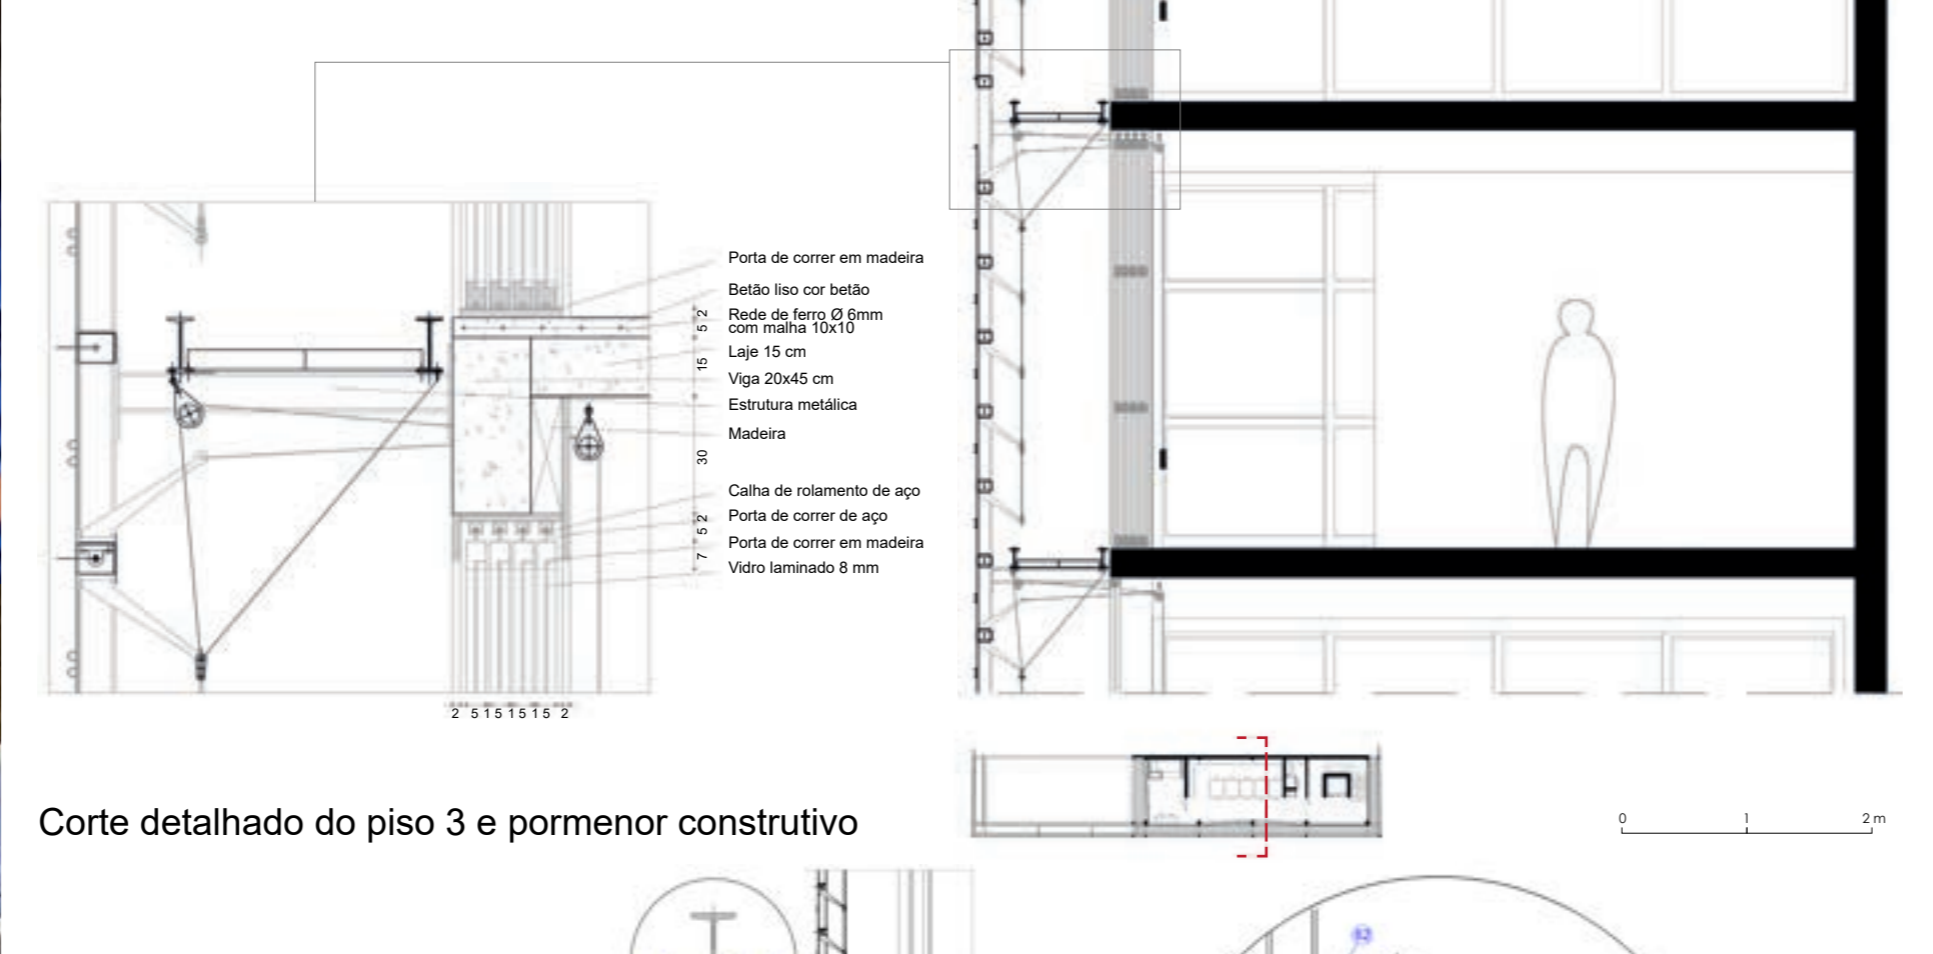 Porta de correr em madeira
Betão liso cor betão
Rede de ferro Ø 6mm
com malha 10x10
Laje 15 cm
Viga 20x45 cm
Estrutura metálica
Madeira
Calha de rolamento de aço
Porta de correr de aço
Porta de correr em madeira
Vidro laminado 8 mm
2
5
15
30
2
5
7
2 5 1 5 1 5 1 5 2
Corte detalhado do piso 3 e pormenor construtivo
0 1 2 m